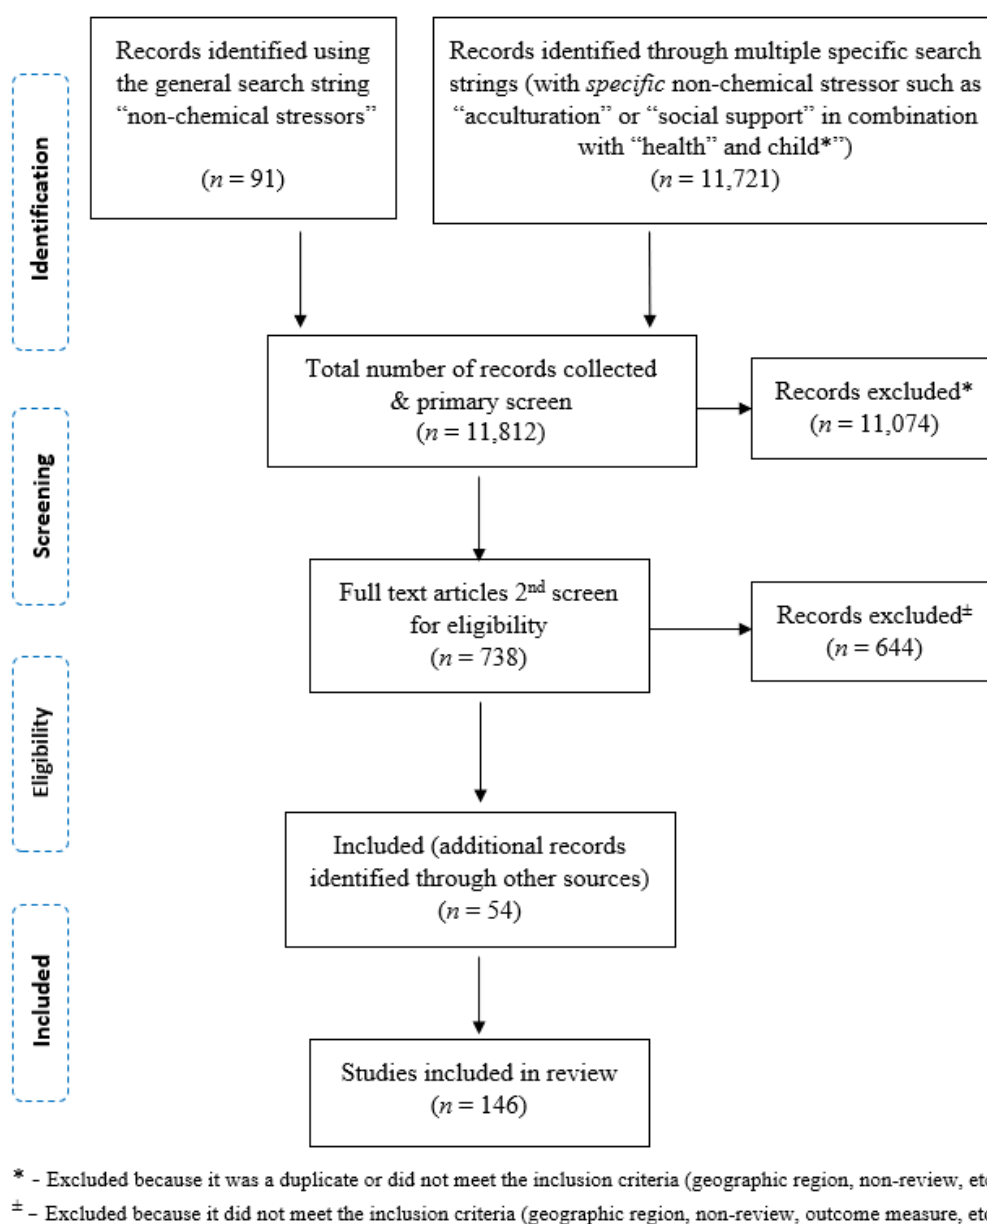 Records identified using
the general search string
“non-chemical stressors”
(n = 91)
Records identified through multiple specific search
strings (with specific non-chemical stressor such as
“acculturation” or “social support” in combination
with “health” and child*”)
(n = 11,721)
Identification
Total number of records collected
& primary screen
(n = 11,812)
Records excluded*
(n = 11,074)
Screening
Full text articles 2nd screen
for eligibility
(n = 738)
Records excluded±
(n = 644)
Eligibility
Included (additional records
identified through other sources)
(n = 54)
Included
Studies included in review
(n = 146)
* - Excluded because it was a duplicate or did not meet the inclusion criteria (geographic region, non-review, etc
± – Excluded because it did not meet the inclusion criteria (geographic region, non-review, outcome measure, etc